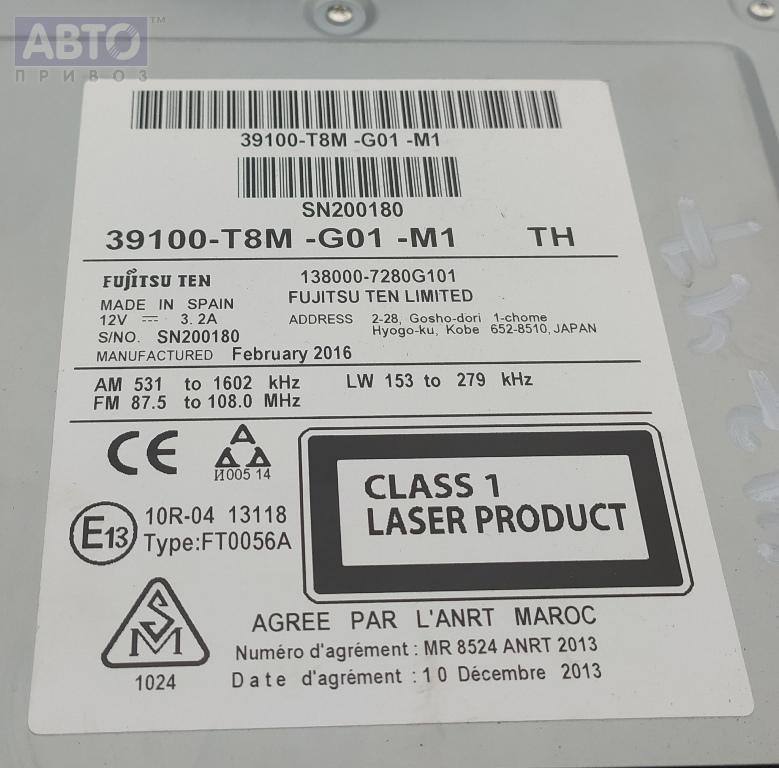 АВТО TM
ПРИВОЗ
39100-T8M -G01 -M1
SN200180
39100-T8M -G01 -M1 TH
FUJITSU TEN 138000-7280G101
MADE IN SPAIN FUJITSU TEN LIMITED
12V 3.2A ADDRESS 2-28, Gosho-dori 1-chome
Hyogo-ku, Kobe 652-8510, JAPAN
S/NO. SN200180
MANUFACTURED February 2016
AM 531 to 1602 kHz LW 153 to 279 kHz
FM 87.5 to 108.0 MHz
CE
И005 14
E13 10R-04 13118
Type:FT0056A
CLASS 1
LASER PRODUCT
SM
1024
AGREE PAR L'ANRT MAROC
Numéro d'agrément : MR 8524 ANRT 2013
Date d'agrément : 10 Décembre 2013